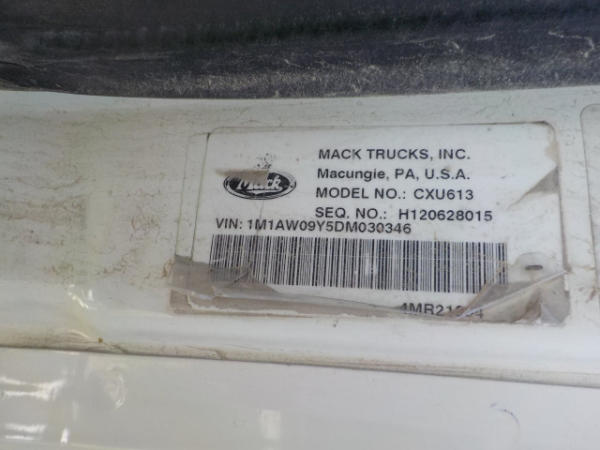 Mack
MACK TRUCKS, INC.
Macungie, PA, U.S.A.
MODEL NO.: CXU613
SEQ. NO.: H120628015
VIN: 1M1AW09Y5DM030346